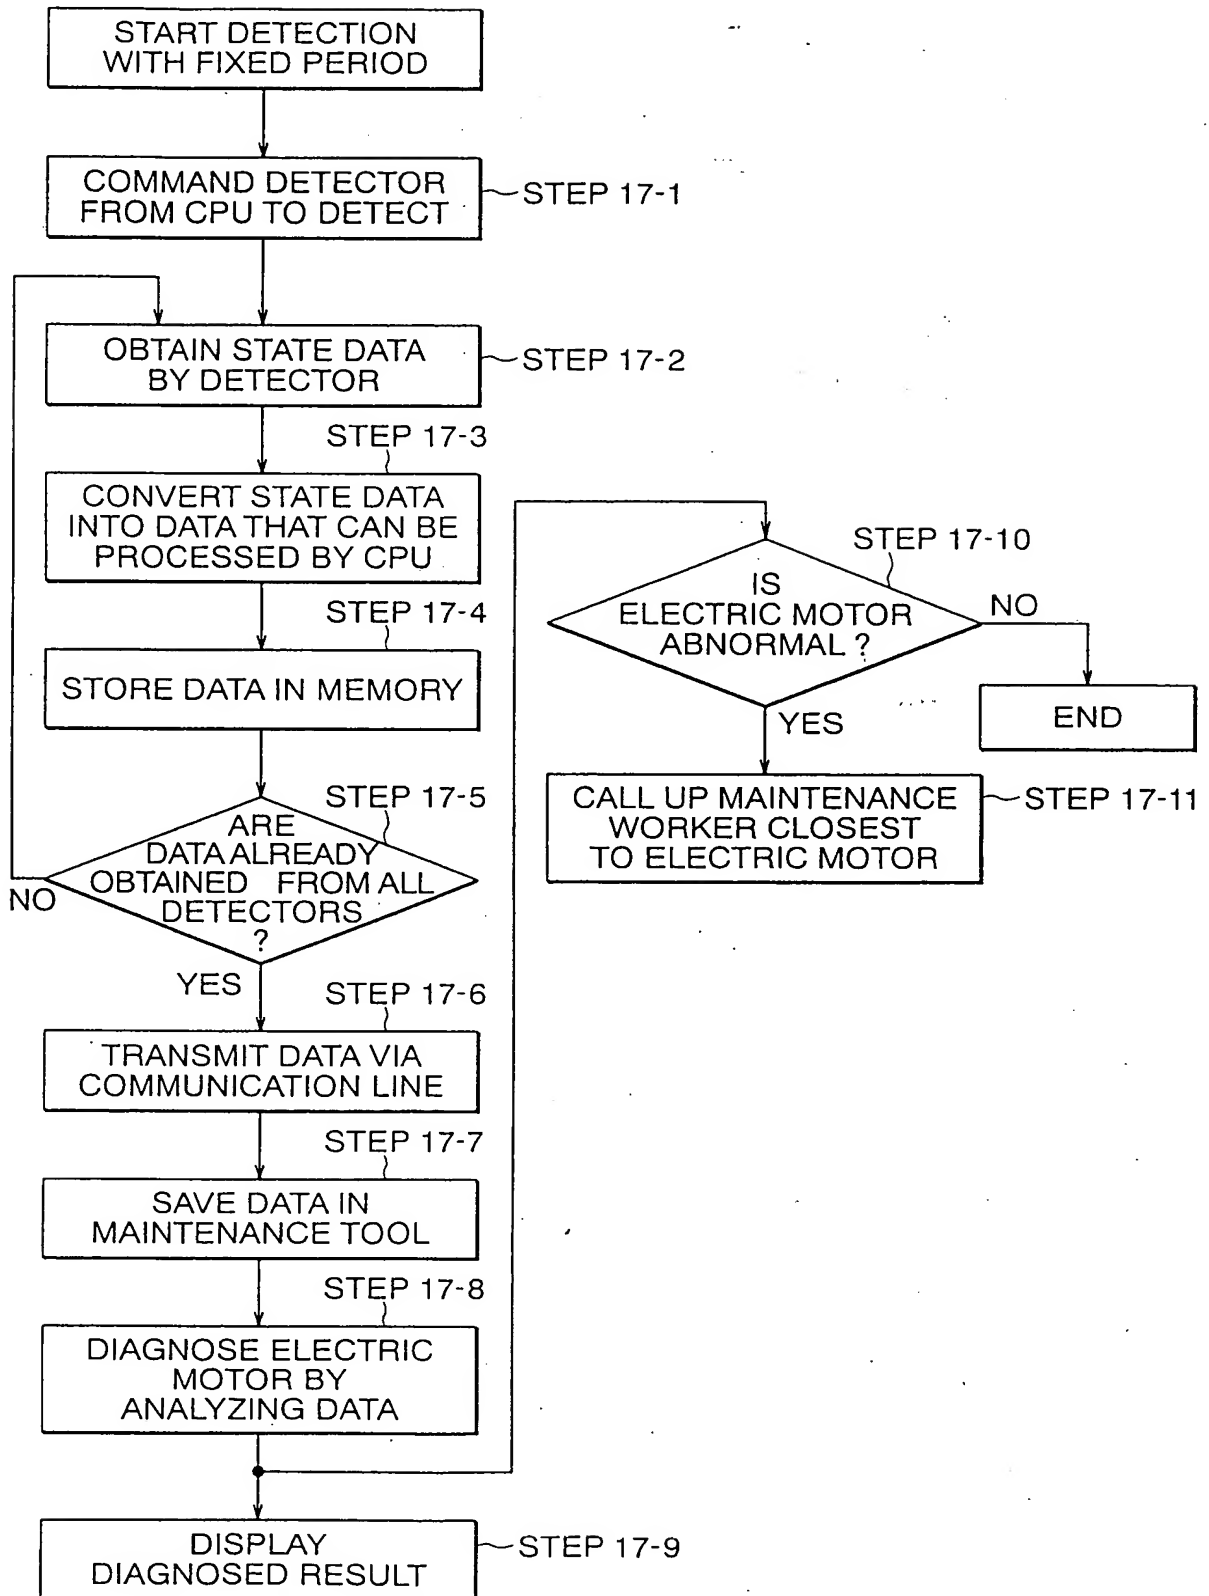 START DETECTION
WITH FIXED PERIOD
COMMAND DETECTOR
FROM CPU TO DETECT
STEP 17-1
OBTAIN STATE DATA
BY DETECTOR
STEP 17-2
STEP 17-3
CONVERT STATE DATA
INTO DATA THAT CAN BE
PROCESSED BY CPU
STEP 17-4
STORE DATA IN MEMORY
STEP 17-5
ARE
DATA ALREADY
OBTAINED FROM ALL
DETECTORS
?
NO
YES
STEP 17-6
TRANSMIT DATA VIA
COMMUNICATION LINE
STEP 17-7
SAVE DATA IN
MAINTENANCE TOOL
STEP 17-8
DIAGNOSE ELECTRIC
MOTOR BY
ANALYZING DATA
DISPLAY
DIAGNOSED RESULT
STEP 17-9
STEP 17-10
IS
ELECTRIC MOTOR
ABNORMAL ?
NO
END
YES
CALL UP MAINTENANCE
WORKER CLOSEST
TO ELECTRIC MOTOR
STEP 17-11